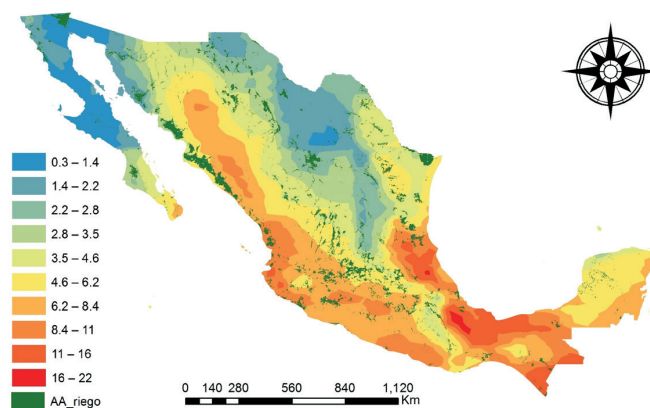 0.3 – 1.4
1.4 – 2.2
2.2 – 2.8
2.8 – 3.5
3.5 – 4.6
4.6 – 6.2
6.2 – 8.4
8.4 – 11
11 – 16
16 – 22
AA_riego
0 140 280 560 840 1,120
Km